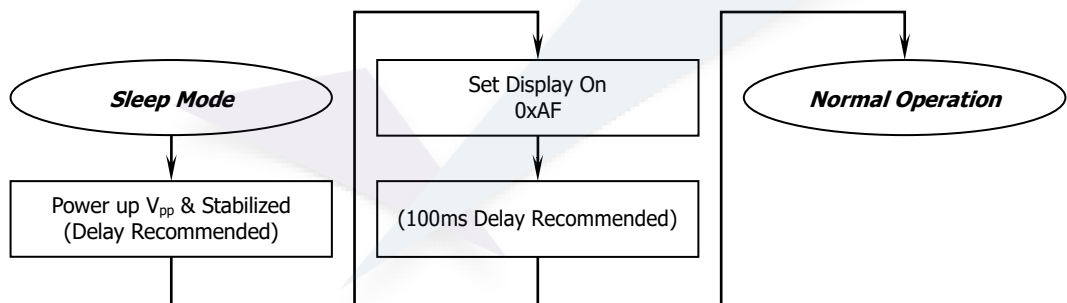 Sleep Mode
Power up Vpp & Stabilized
(Delay Recommended)
Set Display On
0xAF
(100ms Delay Recommended)
Normal Operation